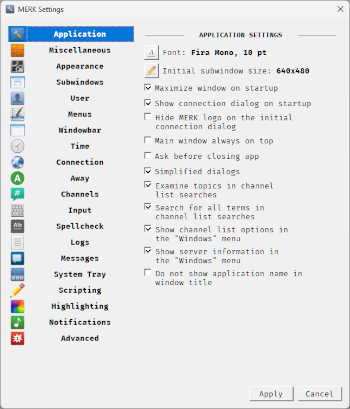 MERK Settings
Application
Miscellaneous
Appearance
Subwindows
User
Menus
Windowbar
Time
Connection
Away
Channels
Input
Spellcheck
Logs
Messages
System Tray
Scripting
Highlighting
Notifications
Advanced
APPLICATION SETTINGS
Font: Fira Mono, 10 pt
Initial subwindow size: 640x480
Maximize window on startup
Show connection dialog on startup
Hide MERK logo on the initial
connection dialog
Main window always on top
Ask before closing app
Simplified dialogs
Examine topics in channel
list searches
Search for all terms in
channel list searches
Show channel list options in
the "Windows" menu
Show server information in
the "Windows" menu
Do not show application name in
window title
Apply
Cancel